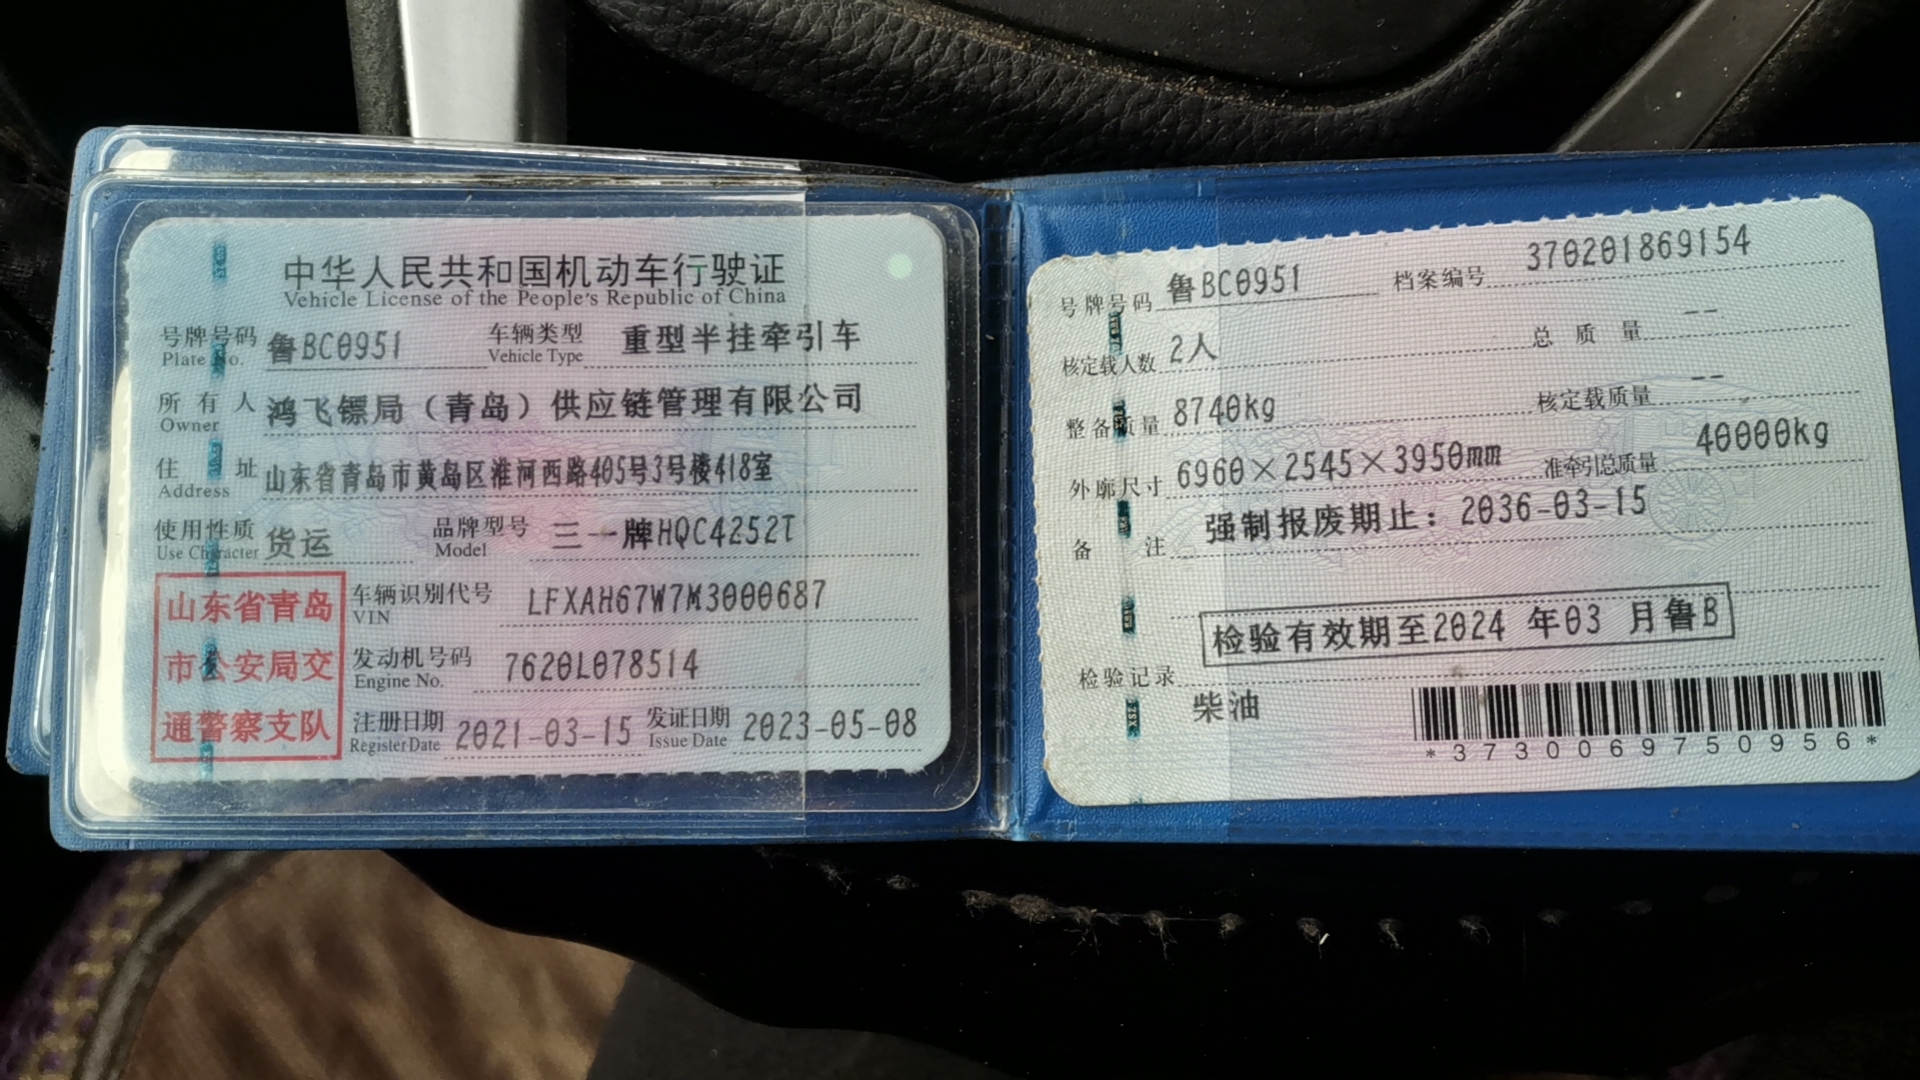 中华人民共和国机动车行驶证
Vehicle License of the People's Republic of China
号牌号码 鲁BC0951 车辆类型 重型半挂牵引车
Plate No. Vehicle Type
所有人 鸿飞镖局（青岛）供应链管理有限公司
Owner
住址 山东省青岛市黄岛区淮河西路405号3号楼418室
Address
使用性质 货运 品牌型号 三一牌HQC4252T
Use Character Model
山东省青岛
市公安局交
通警察支队
车辆识别代号 LFXAH67W7M3000687
VIN
发动机号码 7620L078514
Engine No.
注册日期 2021-03-15 发证日期 2023-05-08
Register Date Issue Date
号牌号码 鲁BC0951 档案编号 370201869154
核定载人数 2人 总质量 --
整备质量 8740kg 核定载质量 --
外廓尺寸 6960×2545×3950mm 准牵引总质量 40000kg
备注 强制报废期止：2036-03-15
检验有效期至2024 年03 月鲁B
检验记录
柴油
*3730069750956*